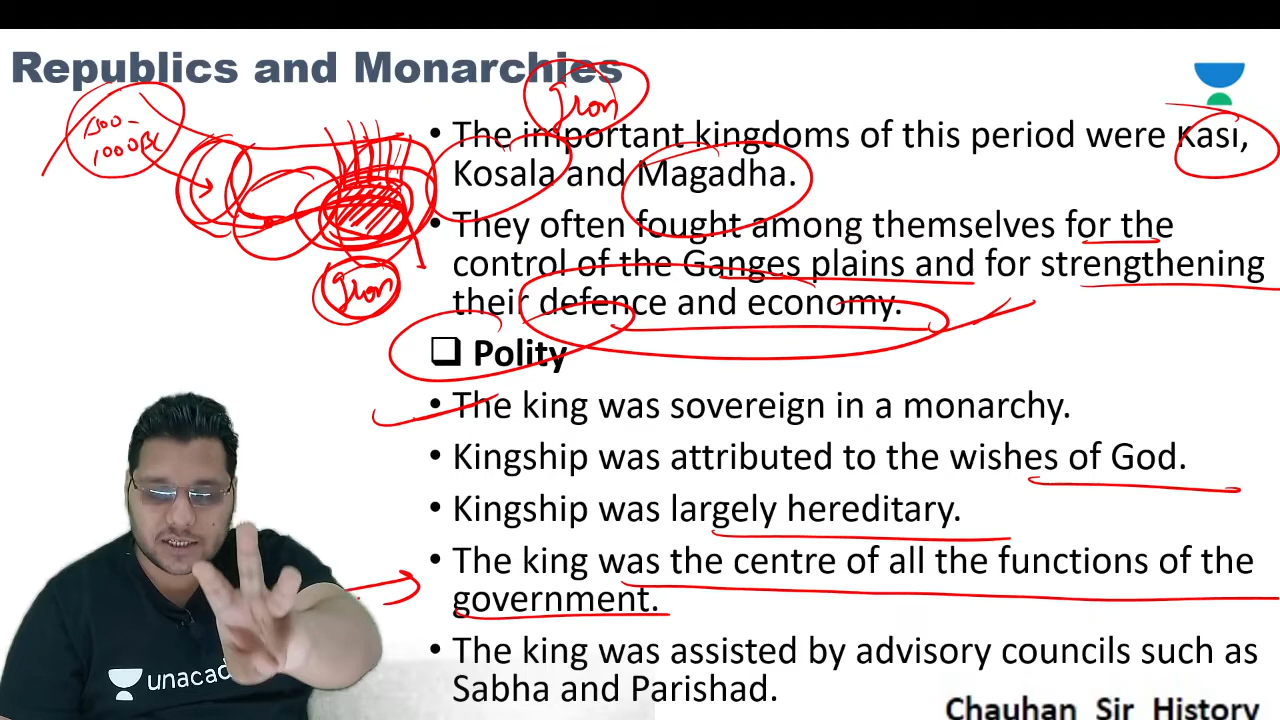 Republics and Monarchies
Iron
1500-
1000BC
• The important kingdoms of this period were Kasi,
Kosala and Magadha.
• They often fought among themselves for the
control of the Ganges plains and for strengthening
their defence and economy.
Iron
❑ Polity
• The king was sovereign in a monarchy.
• Kingship was attributed to the wishes of God.
• Kingship was largely hereditary.
• The king was the centre of all the functions of the
government.
• The king was assisted by advisory councils such as
Sabha and Parishad.
unacad
Chauhan Sir History